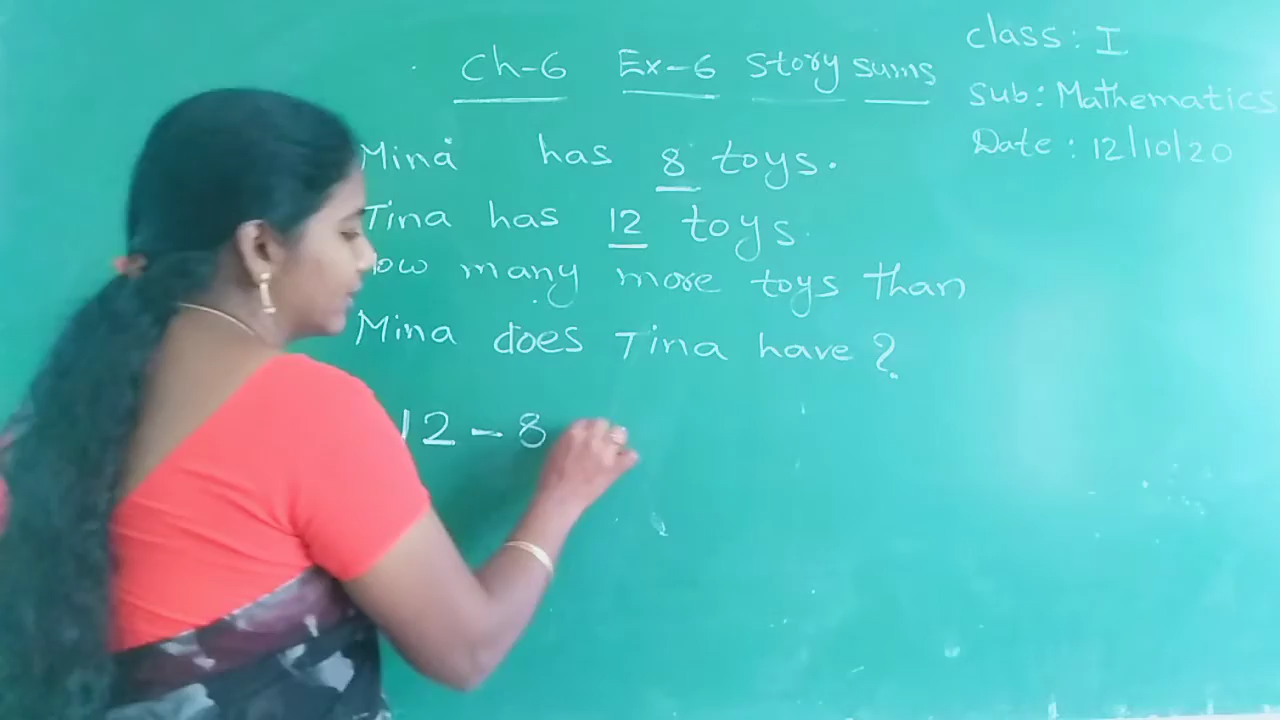 Ch-6 Ex-6 Story sums
class: I
Sub: Mathematics
Date: 12/10/20
Mina has 8 toys.
Tina has 12 toys.
How many more toys than
Mina does Tina have?
12-8